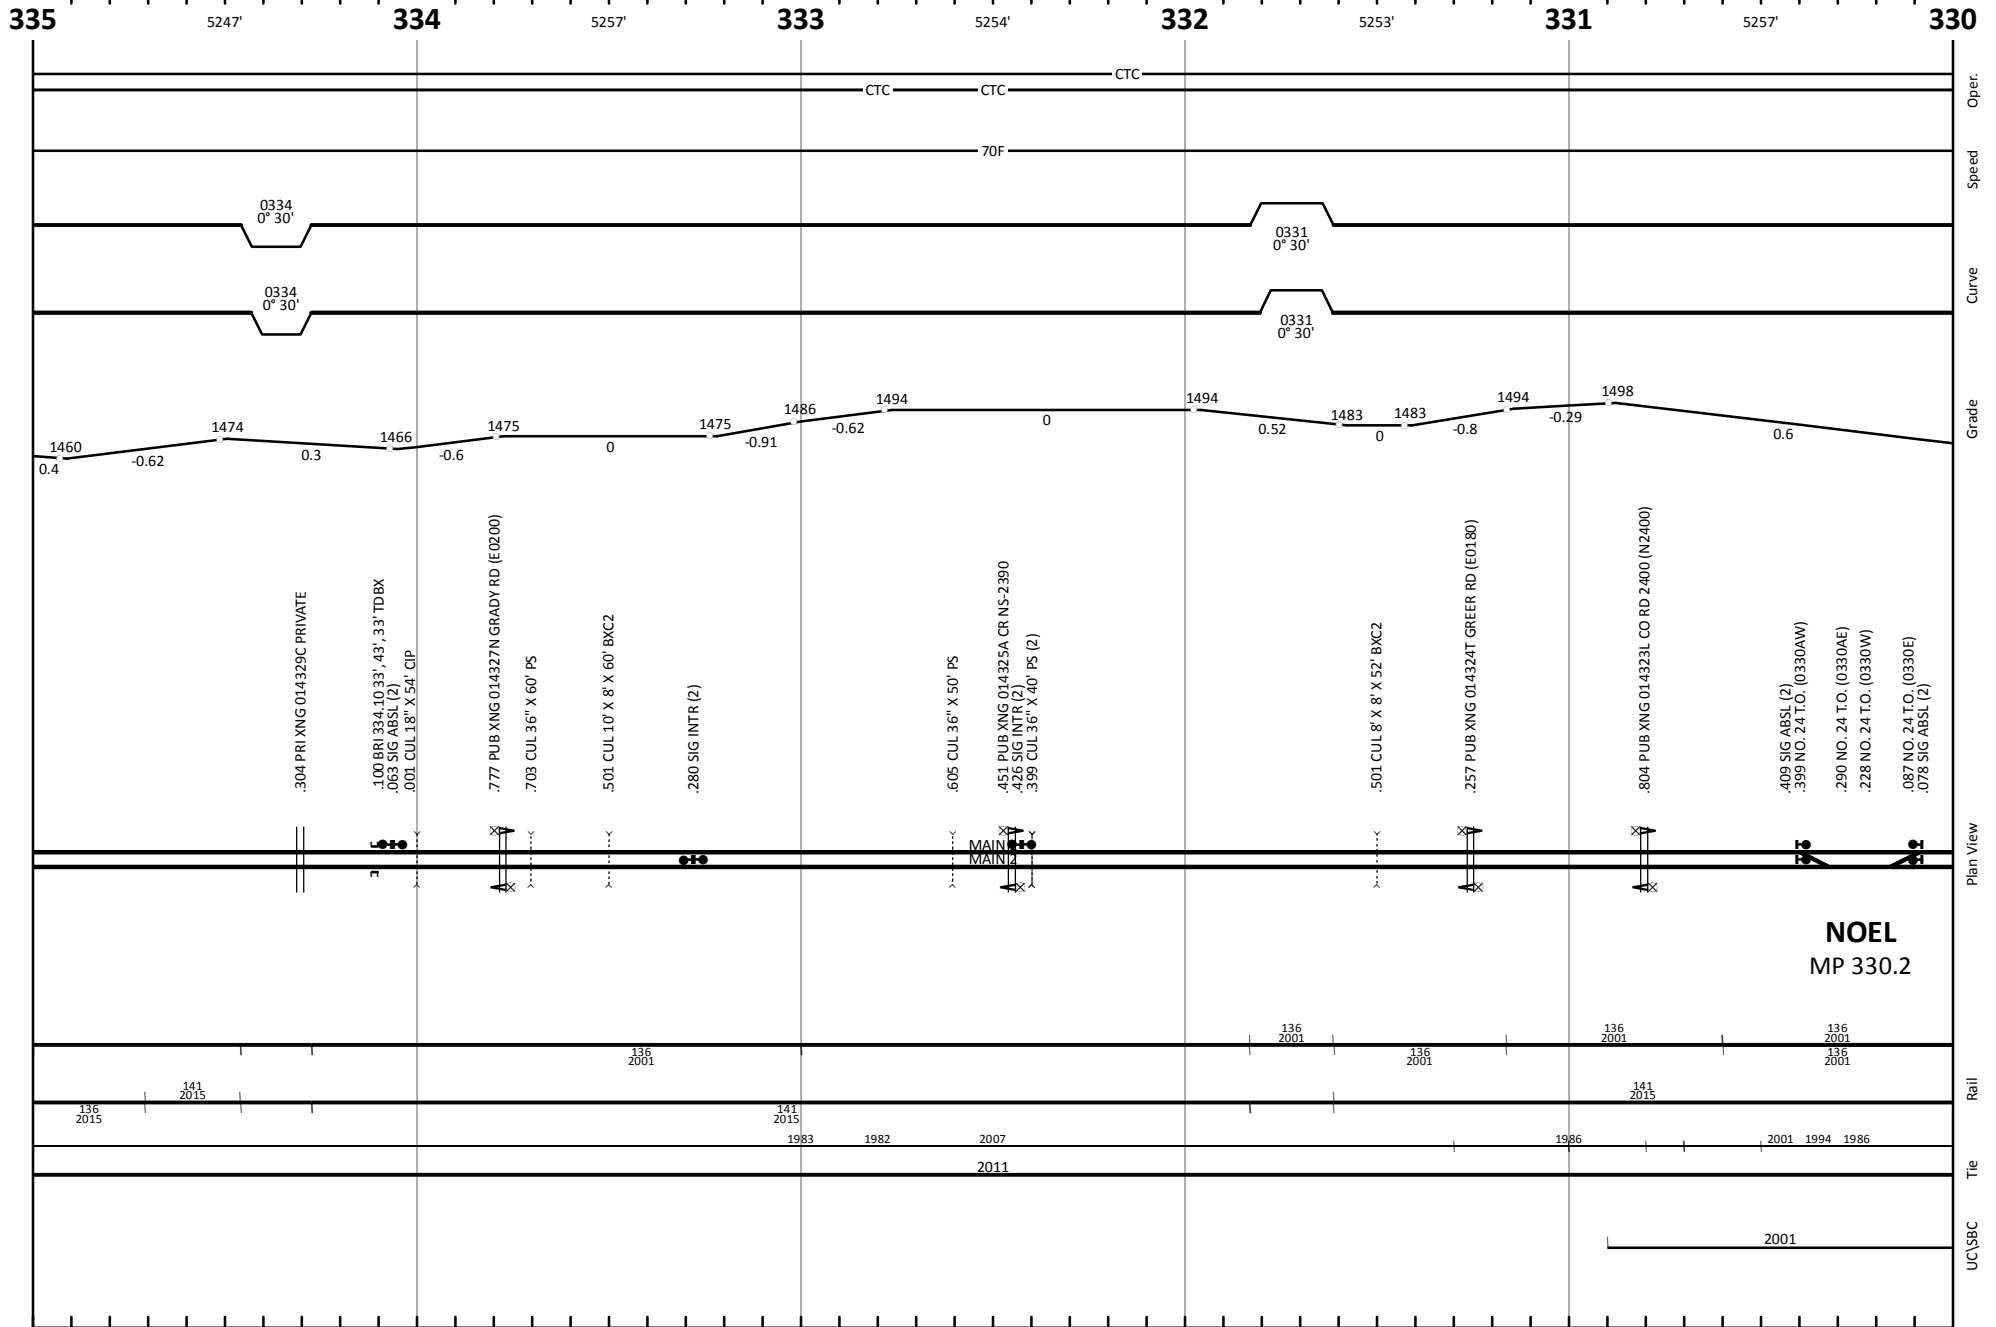 335 5247' 334 5257' 333 5254' 332 5253' 331 5257' 330
CTC
CTC CTC
Oper.
70F
Speed
0334
0° 30'
0331
0° 30'
0334
0° 30'
0331
0° 30'
Curve
1460 1474 1466 1475 1475 1486 1494 1494 1483 1483 1494 1498
0.4 -0.62 0.3 -0.6 0 -0.91 -0.62 0 0.52 0 -0.8 -0.29 0.6
Grade
.304 PRI XNG 014329C PRIVATE
.100 BRI 334.10 33', 43', 33' TDBX
.063 SIG ABSL (2)
.001 CUL 18" X 54' CIP
.777 PUB XNG 014327N GRADY RD (E0200)
.703 CUL 36" X 60' PS
.501 CUL 10' X 8' X 60' BXC2
.280 SIG INTR (2)
.605 CUL 36" X 50' PS
.451 PUB XNG 014325A CR NS-2390
.426 SIG INTR (2)
.399 CUL 36" X 40' PS (2)
.501 CUL 8' X 8' X 52' BXC2
.257 PUB XNG 014324T GREER RD (E0180)
.804 PUB XNG 014323L CO RD 2400 (N2400)
.409 SIG ABSL (2)
.399 NO. 24 T.O. (0330AW)
.290 NO. 24 T.O. (0330AE)
.228 NO. 24 T.O. (0330W)
.087 NO. 24 T.O. (0330E)
.078 SIG ABSL (2)
MAIN
MAIN 2
Plan View
NOEL
MP 330.2
136
2001
136
2001
136
2001
136
2001
136
2001
136
2001
141
2015
136
2015
141
2015
141
2015
Rail
1983 1982 2007 1986 2001 1994 1986
2011
Tie
2001
UC\SBC